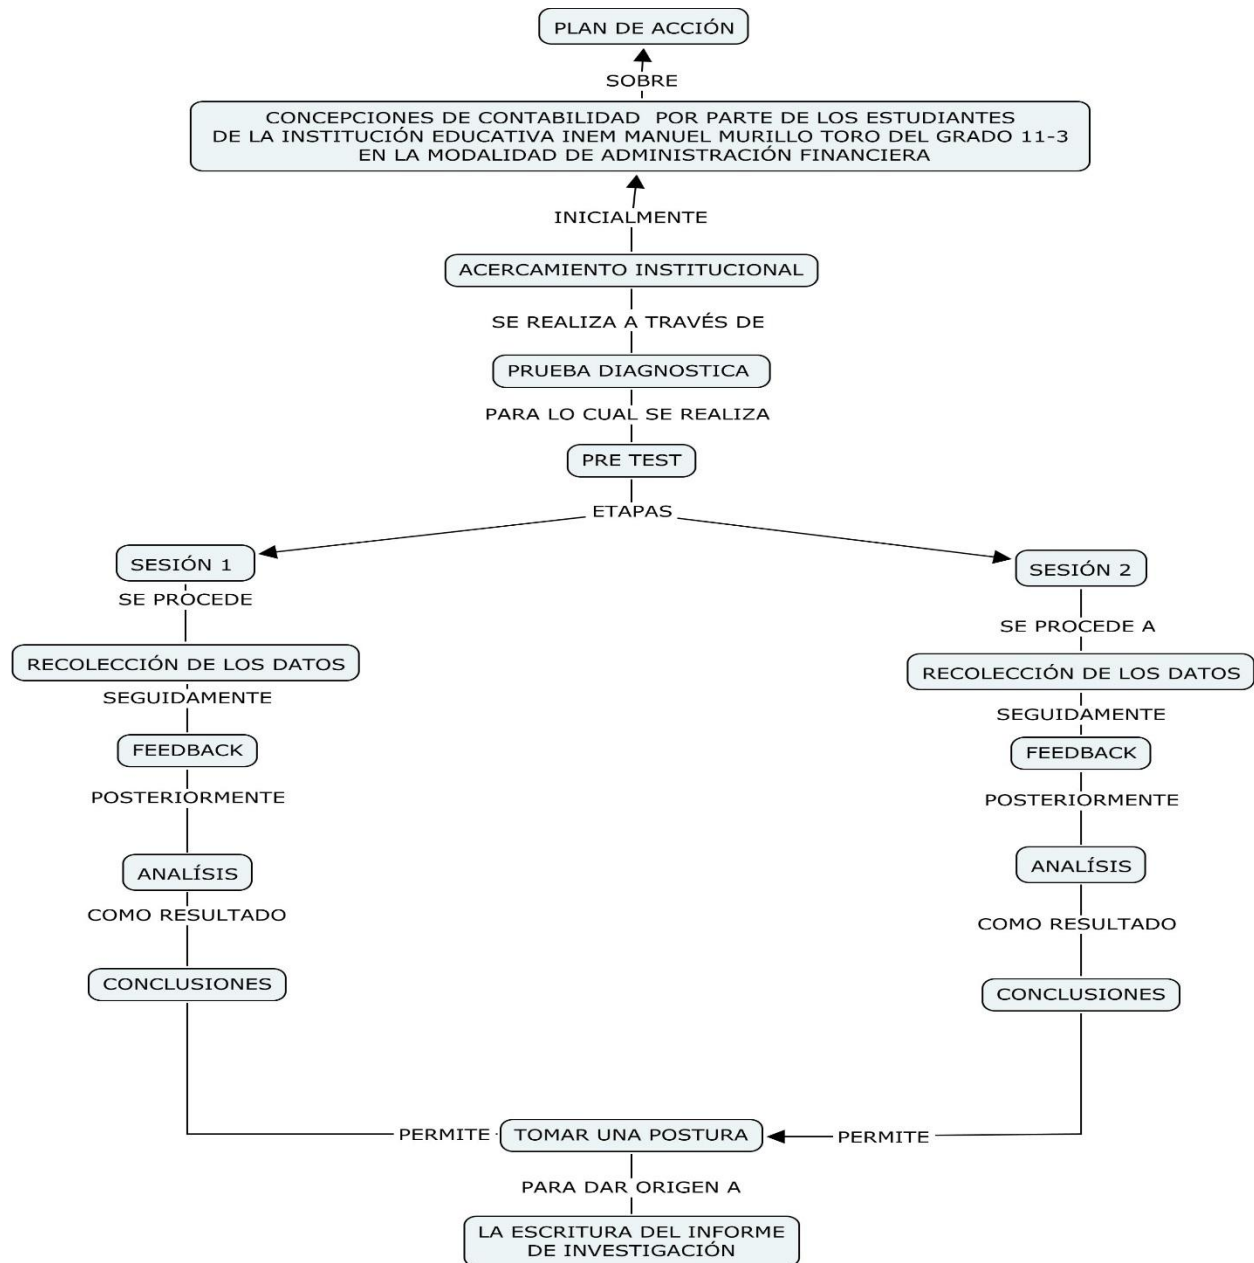 PLAN DE ACCIÓN
SOBRE
CONCEPCIONES DE CONTABILIDAD POR PARTE DE LOS ESTUDIANTES
DE LA INSTITUCIÓN EDUCATIVA INEM MANUEL MURILLO TORO DEL GRADO 11-3
EN LA MODALIDAD DE ADMINISTRACIÓN FINANCIERA
INICIALMENTE
ACERCAMIENTO INSTITUCIONAL
SE REALIZA A TRAVÉS DE
PRUEBA DIAGNOSTICA
PARA LO CUAL SE REALIZA
PRE TEST
ETAPAS
SESIÓN 1
SE PROCEDE
RECOLECCIÓN DE LOS DATOS
SEGUIDAMENTE
FEEDBACK
POSTERIORMENTE
ANALÍSIS
COMO RESULTADO
CONCLUSIONES
PERMITE
SESIÓN 2
SE PROCEDE A
RECOLECCIÓN DE LOS DATOS
SEGUIDAMENTE
FEEDBACK
POSTERIORMENTE
ANALÍSIS
COMO RESULTADO
CONCLUSIONES
PERMITE
TOMAR UNA POSTURA
PARA DAR ORIGEN A
LA ESCRITURA DEL INFORME
DE INVESTIGACIÓN